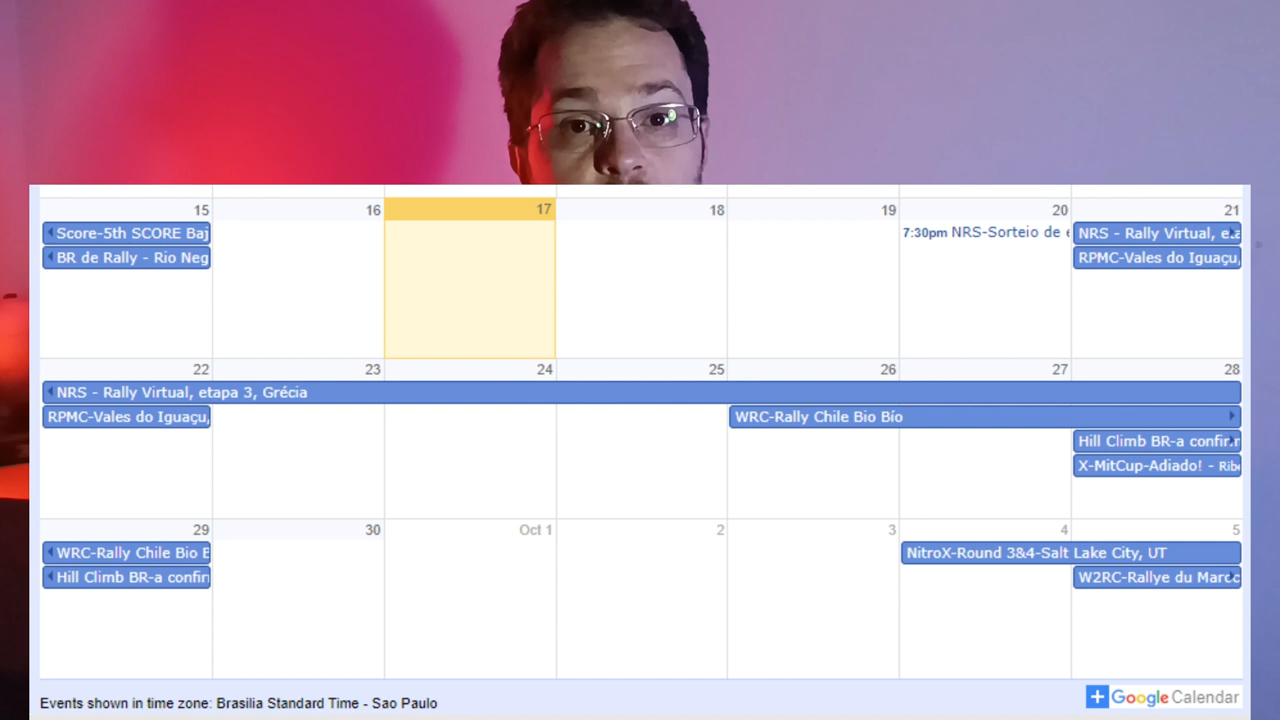 15 16 17 18 19 20 21
Score-5th SCORE Baj
7:30pm NRS-Sorteio de
NRS - Rally Virtual,
BR de Rally - Rio Neg
RPMC-Vales do Iguaçu,
22 23 24 25 26 27 28
NRS - Rally Virtual, etapa 3, Grécia
RPMC-Vales do Iguaçu,
WRC-Rally Chile Bio Bío
Hill Climb BR-a confirm
X-MitCup-Adiado! - Ribe
29 30 Oct 1 2 3 4 5
WRC-Rally Chile Bio B
NitroX-Round 3&4-Salt Lake City, UT
Hill Climb BR-a confirm
W2RC-Rallye du Maroc
Events shown in time zone: Brasilia Standard Time - Sao Paulo
Google Calendar